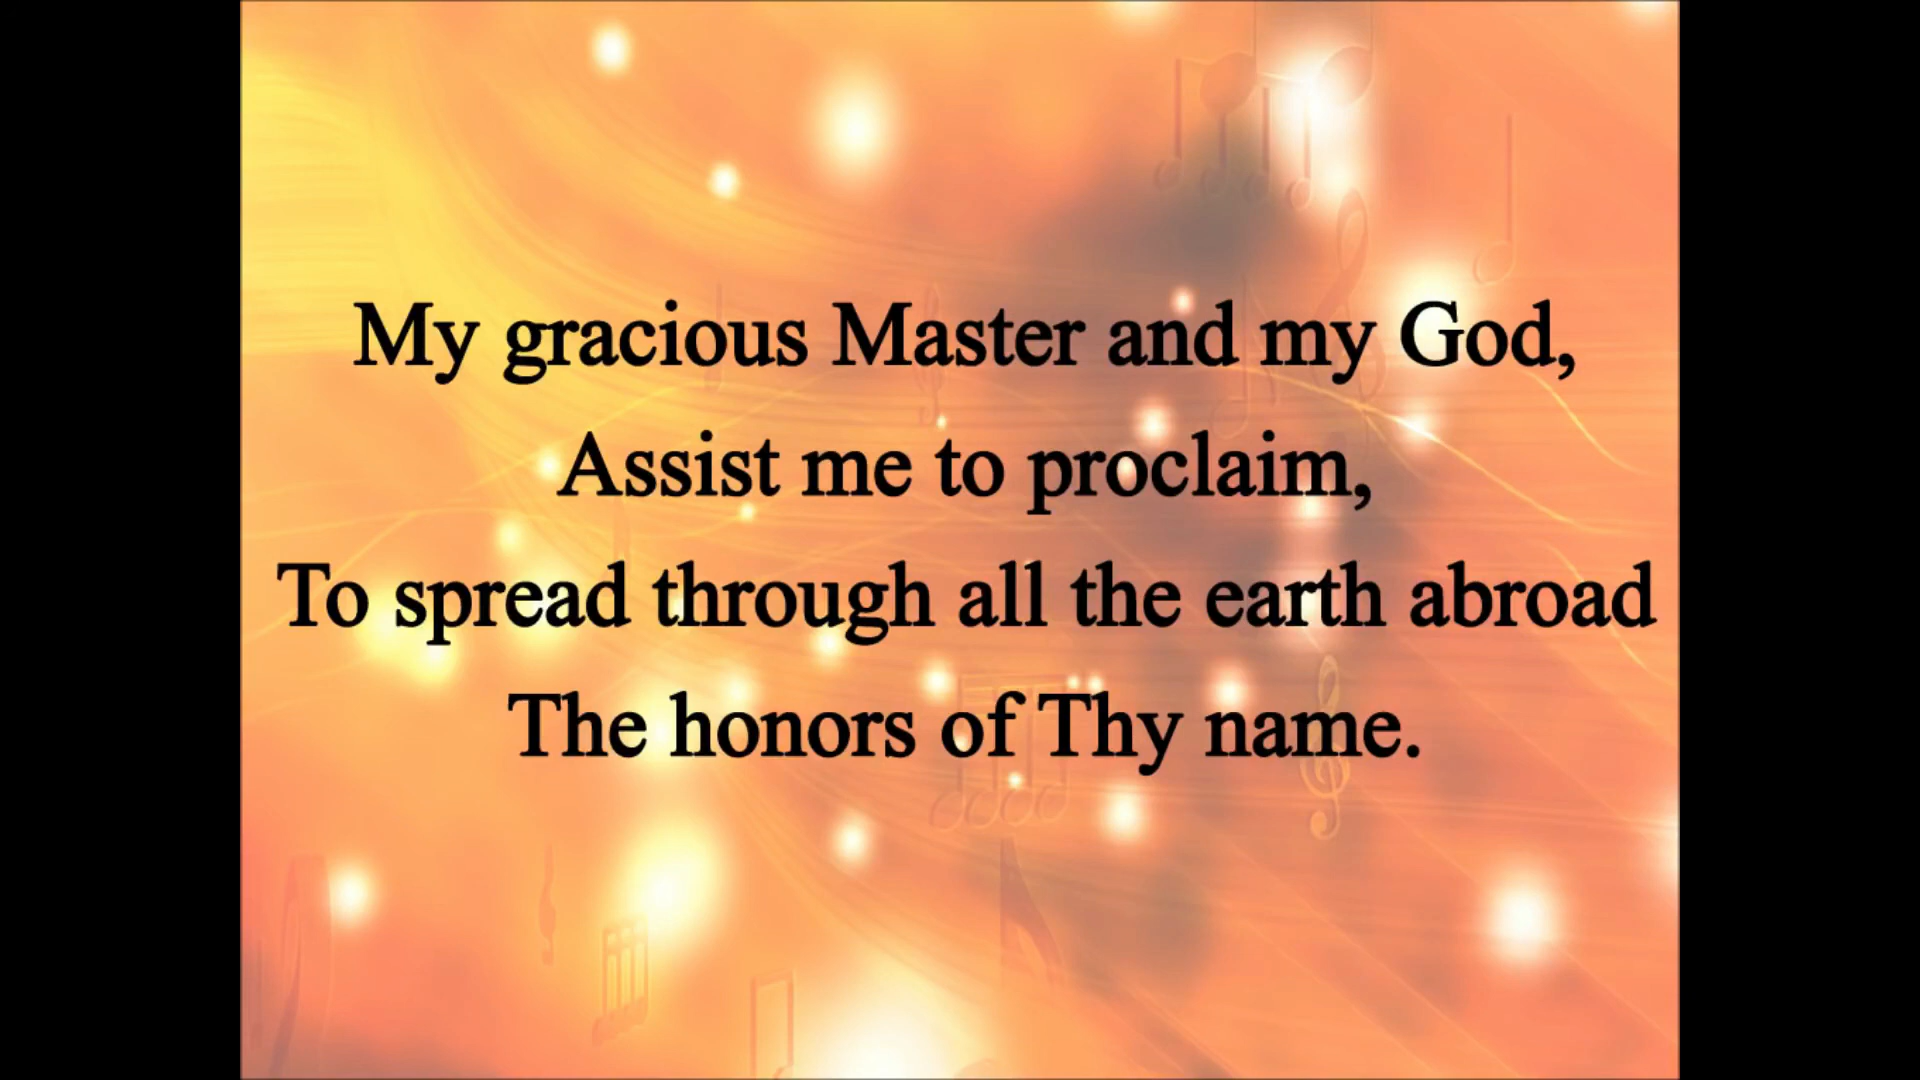 My gracious Master and my God,
Assist me to proclaim,
To spread through all the earth abroad
The honors of Thy name.